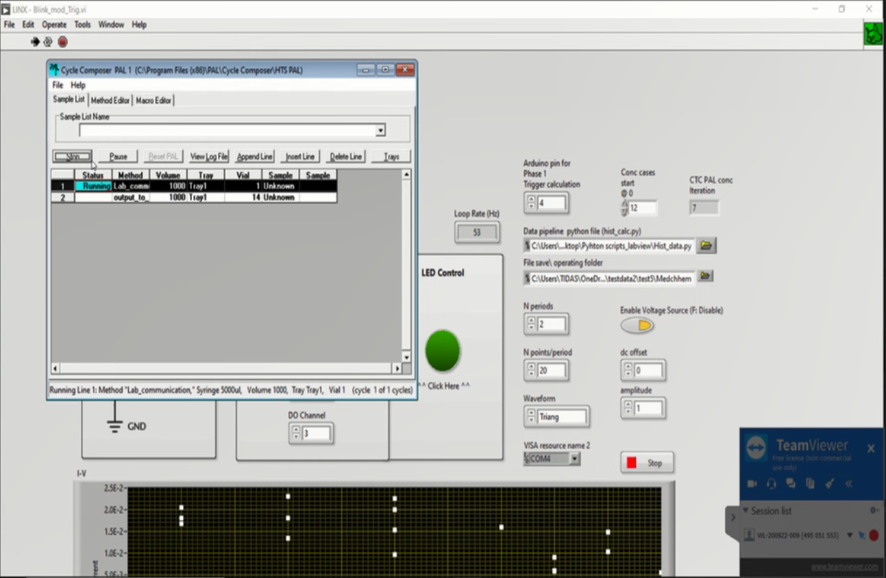 LINX - Blink_mod_Trig.vi
File Edit Operate Tools Window Help
Cycle Composer PAL 1 (C:\Program Files (x86)\PAL\Cycle Composer\HTS PAL)
File Help
Sample List Method Editor Macro Editor
Sample List Name
Stop Pause Reset PAL View Log File Append Line Insert Line Delete Line Trays
Status Method Volume Tray Vial Sample Sample
1 Running Lab_comm 1000 Tray1 1 Unknown
2 output_to_ 1000 Tray1 14 Unknown
Running Line 1: Method "Lab_communication," Syringe 5000ul, Volume 1000, Tray Tray1, Vial 1 (cycle 1 of 1 cycles)
GND
DO Channel
3
Loop Rate (Hz)
53
LED Control
^^ Click Here ^^
Arduino pin for
Phase 1
Trigger calculation
4
Conc cases
start
@ 0
12
CTC PAL conc
Iteration
7
Data pipeline python file (hist_calc.py)
C:\Users\...ktop\Pyhton scripts_labview\Hist_data.py
File save\ operating folder
C:\Users\TIDAS\OneDr...\testdata2\test5\Medchhem
N periods
2
Enable Voltage Source (F: Disable)
N points/period
20
dc offset
0
Waveform
Triang
amplitude
1
VISA resource name 2
COM4
Stop
I-V
2.5E-2
2.0E-2
1.5E-2
1.0E-2
5.0E-3
TeamViewer
Free license (non-commercial
use only)
Session list
www.teamviewer.com